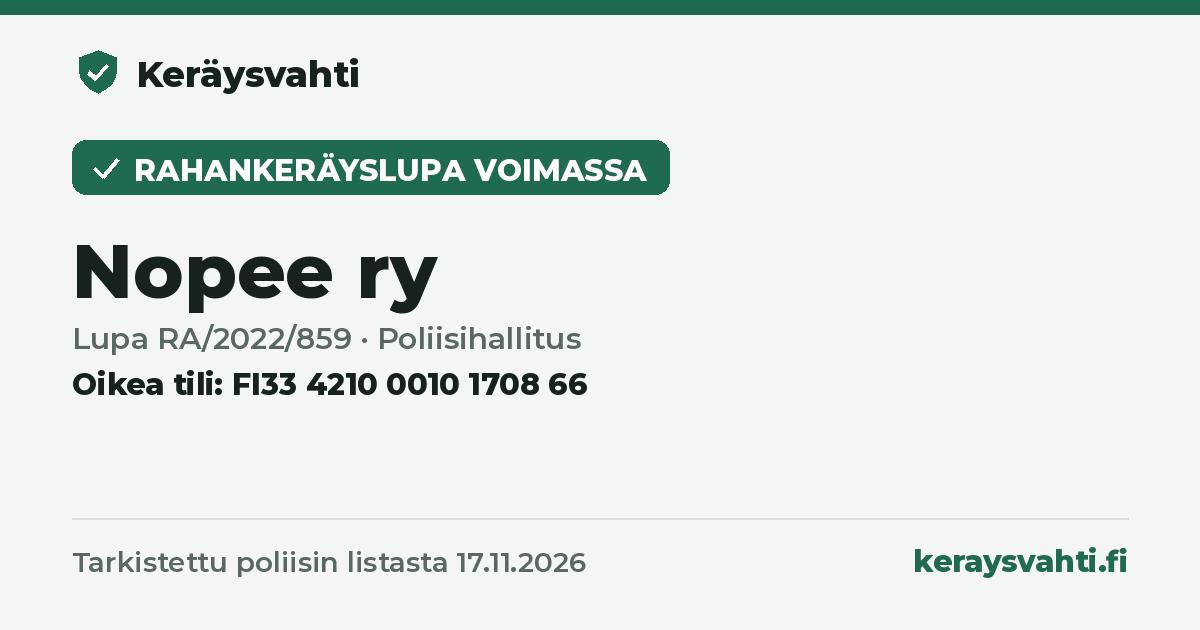 Keräysvahti
RAHANKERÄYSLUPA VOIMASSA
Nopee ry
Lupa RA/2022/859 · Poliisihallitus
Oikea tili: FI33 4210 0010 1708 66
Tarkistettu poliisin listasta 17.11.2026
keraysvahti.fi